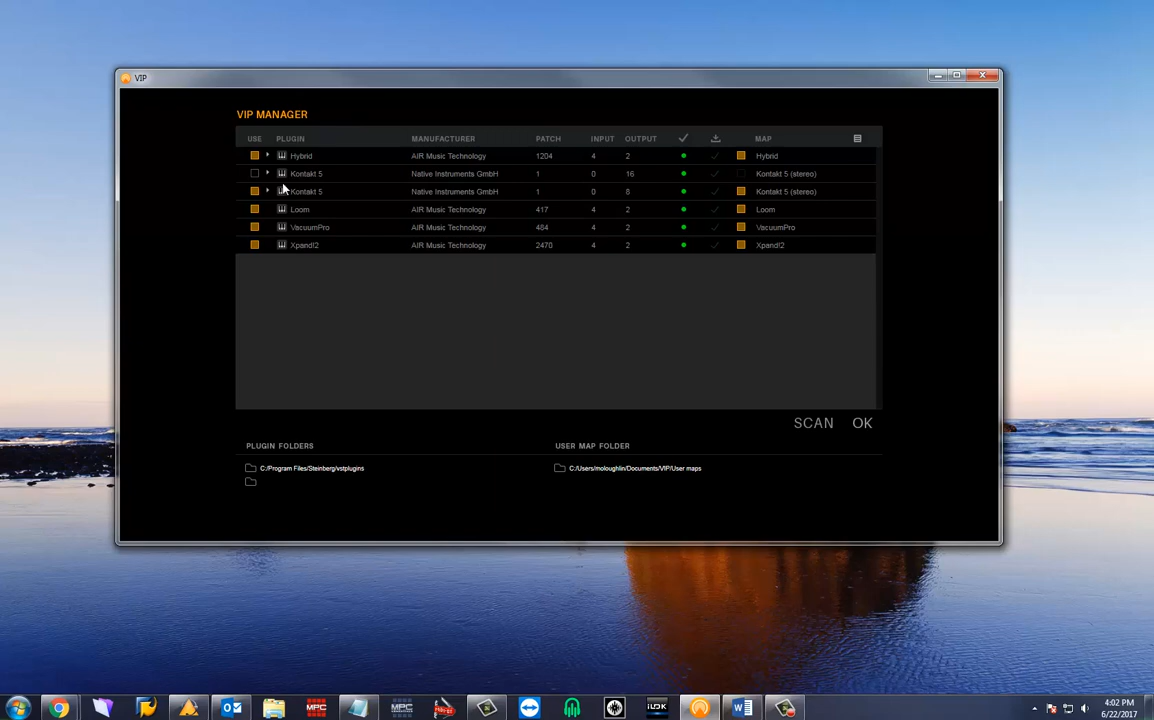 VIP
VIP MANAGER
USE PLUGIN MANUFACTURER PATCH INPUT OUTPUT MAP
Hybrid AIR Music Technology 1204 4 2 Hybrid
Kontakt 5 Native Instruments GmbH 1 0 16 Kontakt 5 (stereo)
Kontakt 5 Native Instruments GmbH 1 0 8 Kontakt 5 (stereo)
Loom AIR Music Technology 417 4 2 Loom
VacuumPro AIR Music Technology 484 4 2 VacuumPro
Xpand!2 AIR Music Technology 2470 4 2 Xpand!2
SCAN OK
PLUGIN FOLDERS USER MAP FOLDER
C:/Program Files/Steinberg/vstplugins C:/Users/moloughlin/Documents/VIP/User maps
MPC MPC iLOK W
4:02 PM
6/22/2017